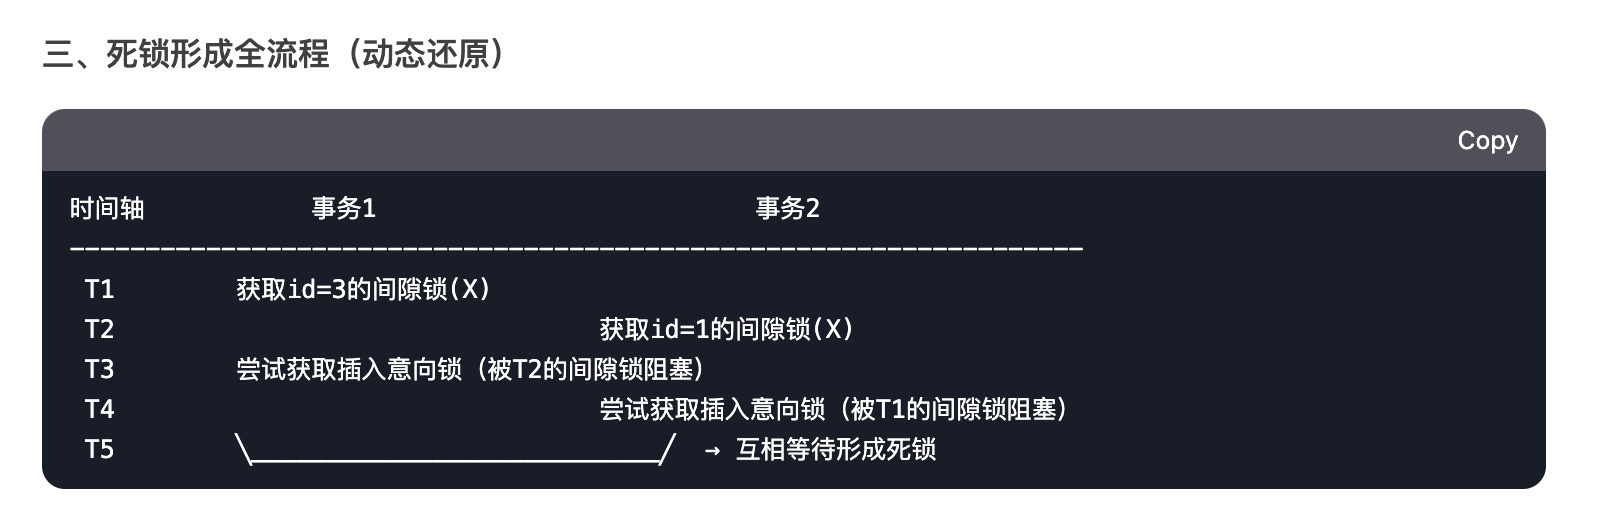 三、死锁形成全流程（动态还原）
Copy
时间轴 事务1 事务2
-------------------------------------------------------------------
T1 获取id=3的间隙锁(X)
T2 获取id=1的间隙锁(X)
T3 尝试获取插入意向锁（被T2的间隙锁阻塞）
T4 尝试获取插入意向锁（被T1的间隙锁阻塞）
T5 \___________________________/ → 互相等待形成死锁